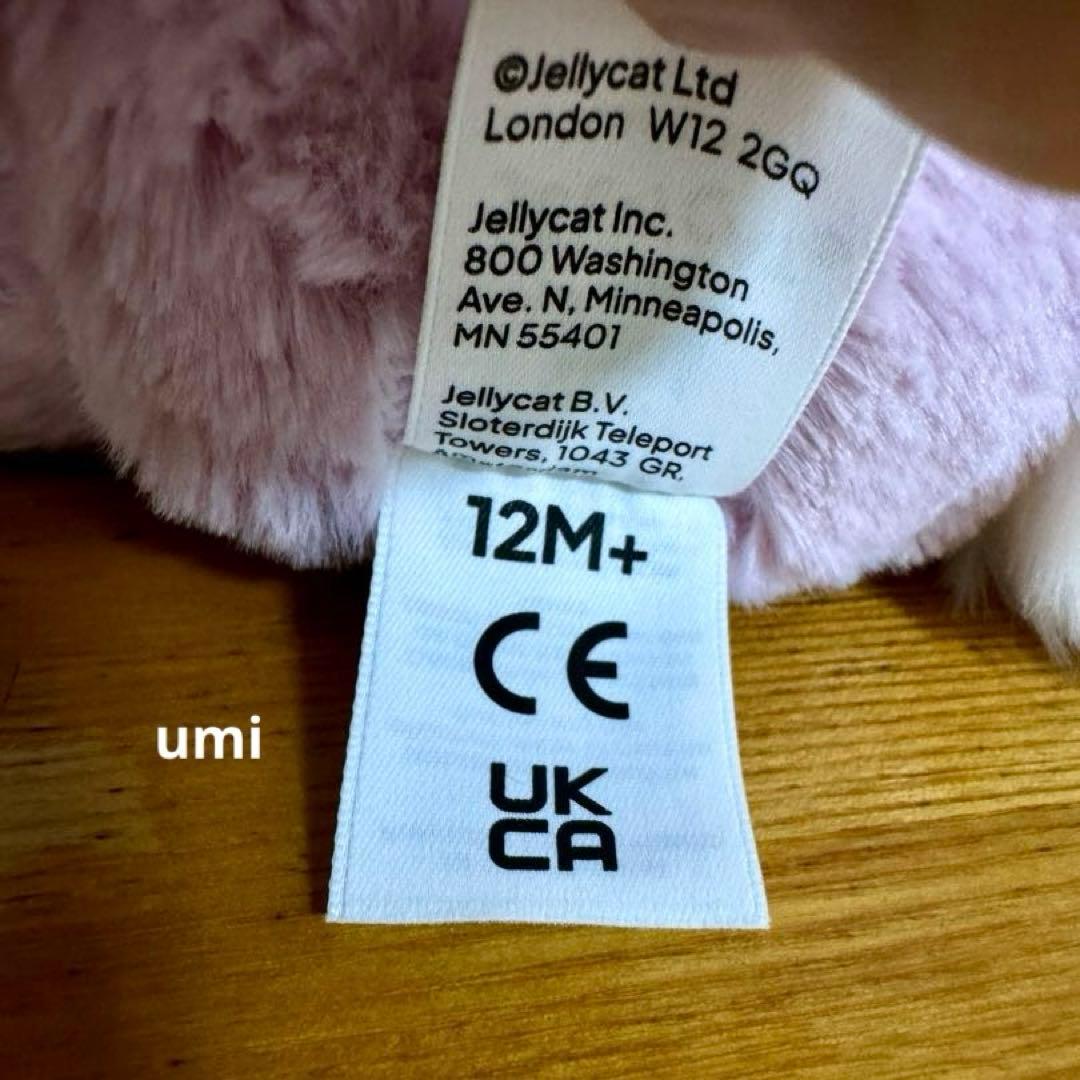 ©Jellycat Ltd
London W12 2GQ
Jellycat Inc.
800 Washington
Ave. N, Minneapolis,
MN 55401
Jellycat B.V.
Sloterdijk Teleport
Towers, 1043 GR,
Amsterdam
12M+
CE
umi
UK
CA